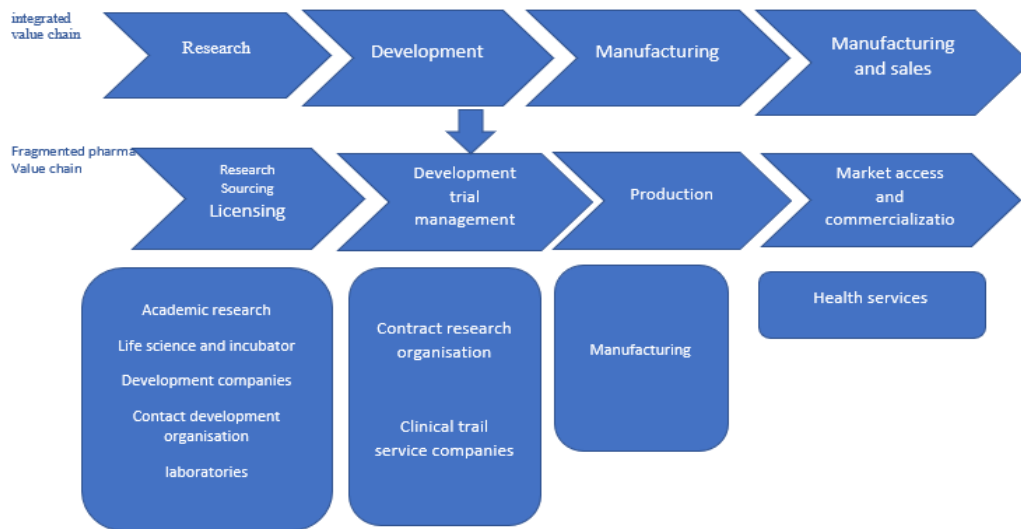 integrated
value chain
Research
Development
Manufacturing
Manufacturing
and sales
Fragmented pharma
Value chain
Research
Sourcing
Licensing
Development
trial
management
Production
Market access
and
commercializatio
Academic research
Life science and incubator
Development companies
Contact development
organisation
laboratories
Contract research
organisation
Clinical trail
service companies
Manufacturing
Health services